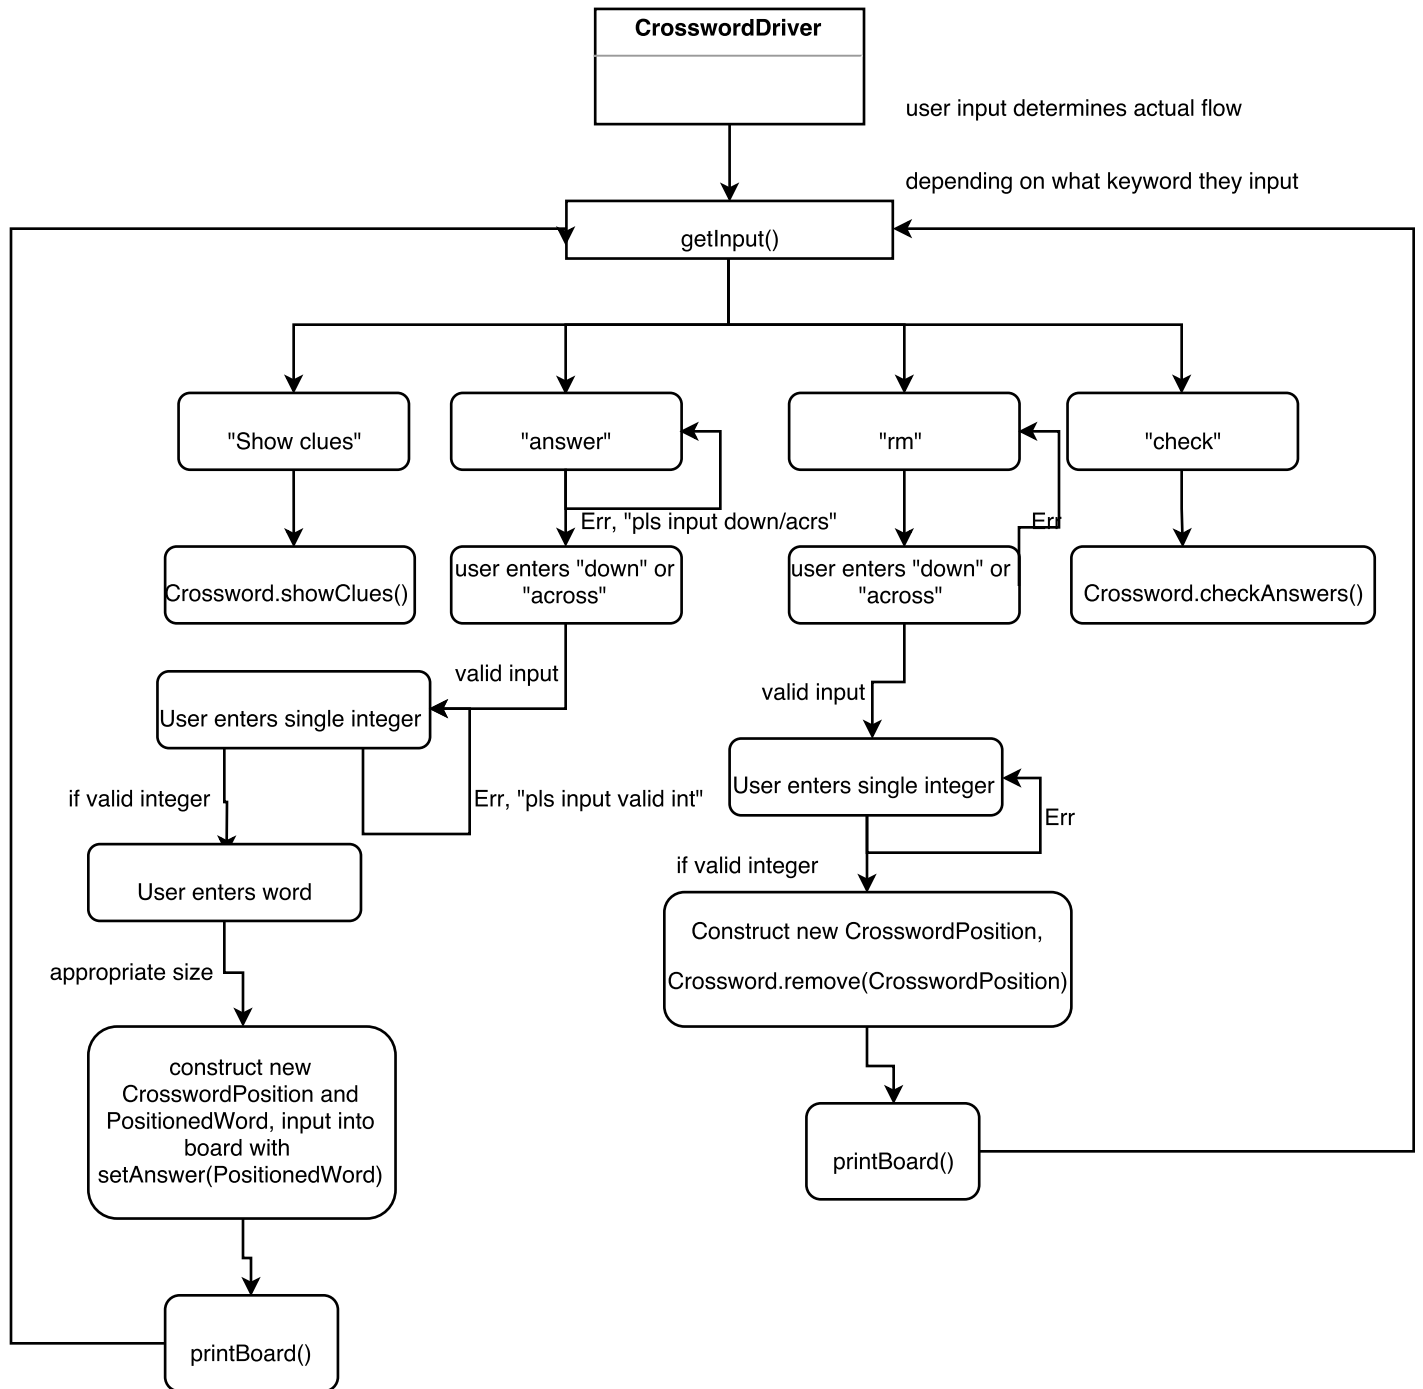 CrosswordDriver
user input determines actual flow
depending on what keyword they input
getInput()
"Show clues"
"answer"
"rm"
"check"
Err, "pls input down/acrs"
Err
Crossword.showClues()
user enters "down" or
"across"
user enters "down" or
"across"
Crossword.checkAnswers()
valid input
valid input
User enters single integer
User enters single integer
if valid integer
Err, "pls input valid int"
Err
if valid integer
User enters word
Construct new CrosswordPosition,
Crossword.remove(CrosswordPosition)
appropriate size
construct new
CrosswordPosition and
PositionedWord, input into
board with
setAnswer(PositionedWord)
printBoard()
printBoard()